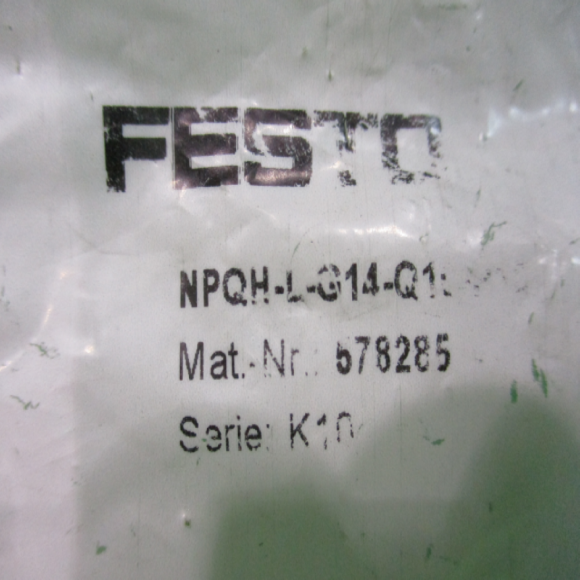 FESTO
NPQH-L-G14-Q1
Mat.-Nr.: 578285
Serie: K10